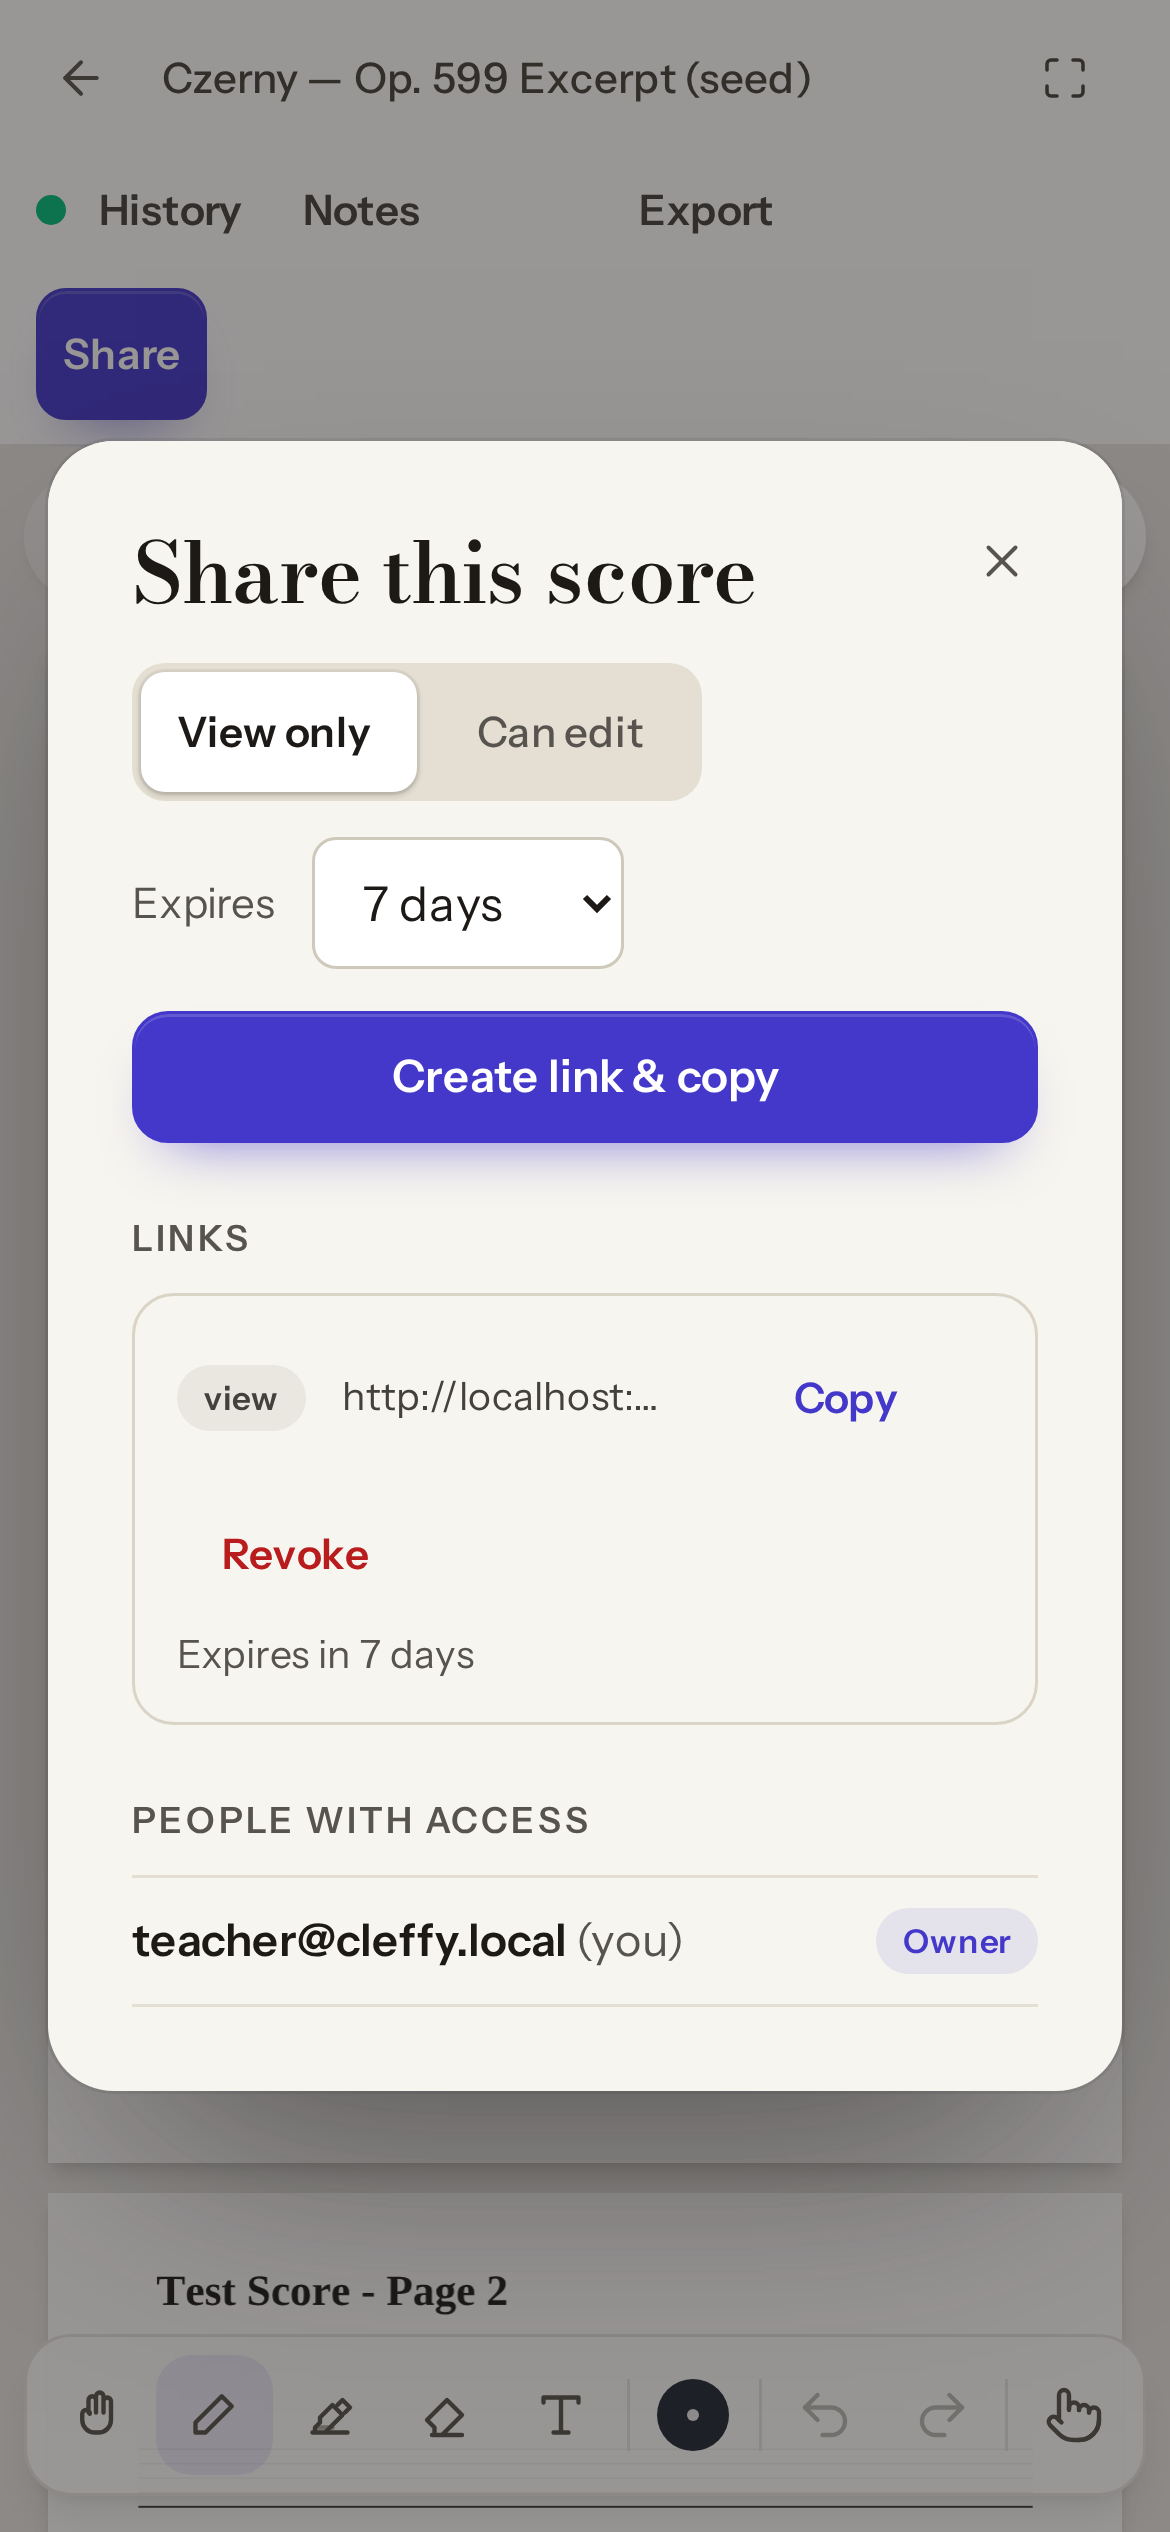 Czerny — Op. 599 Excerpt (seed)
History Notes Export
Share
Share this score
View only Can edit
Expires 7 days
Create link & copy
LINKS
view http://localhost:... Copy
Revoke
Expires in 7 days
PEOPLE WITH ACCESS
teacher@cleffy.local (you) Owner
Test Score - Page 2
T